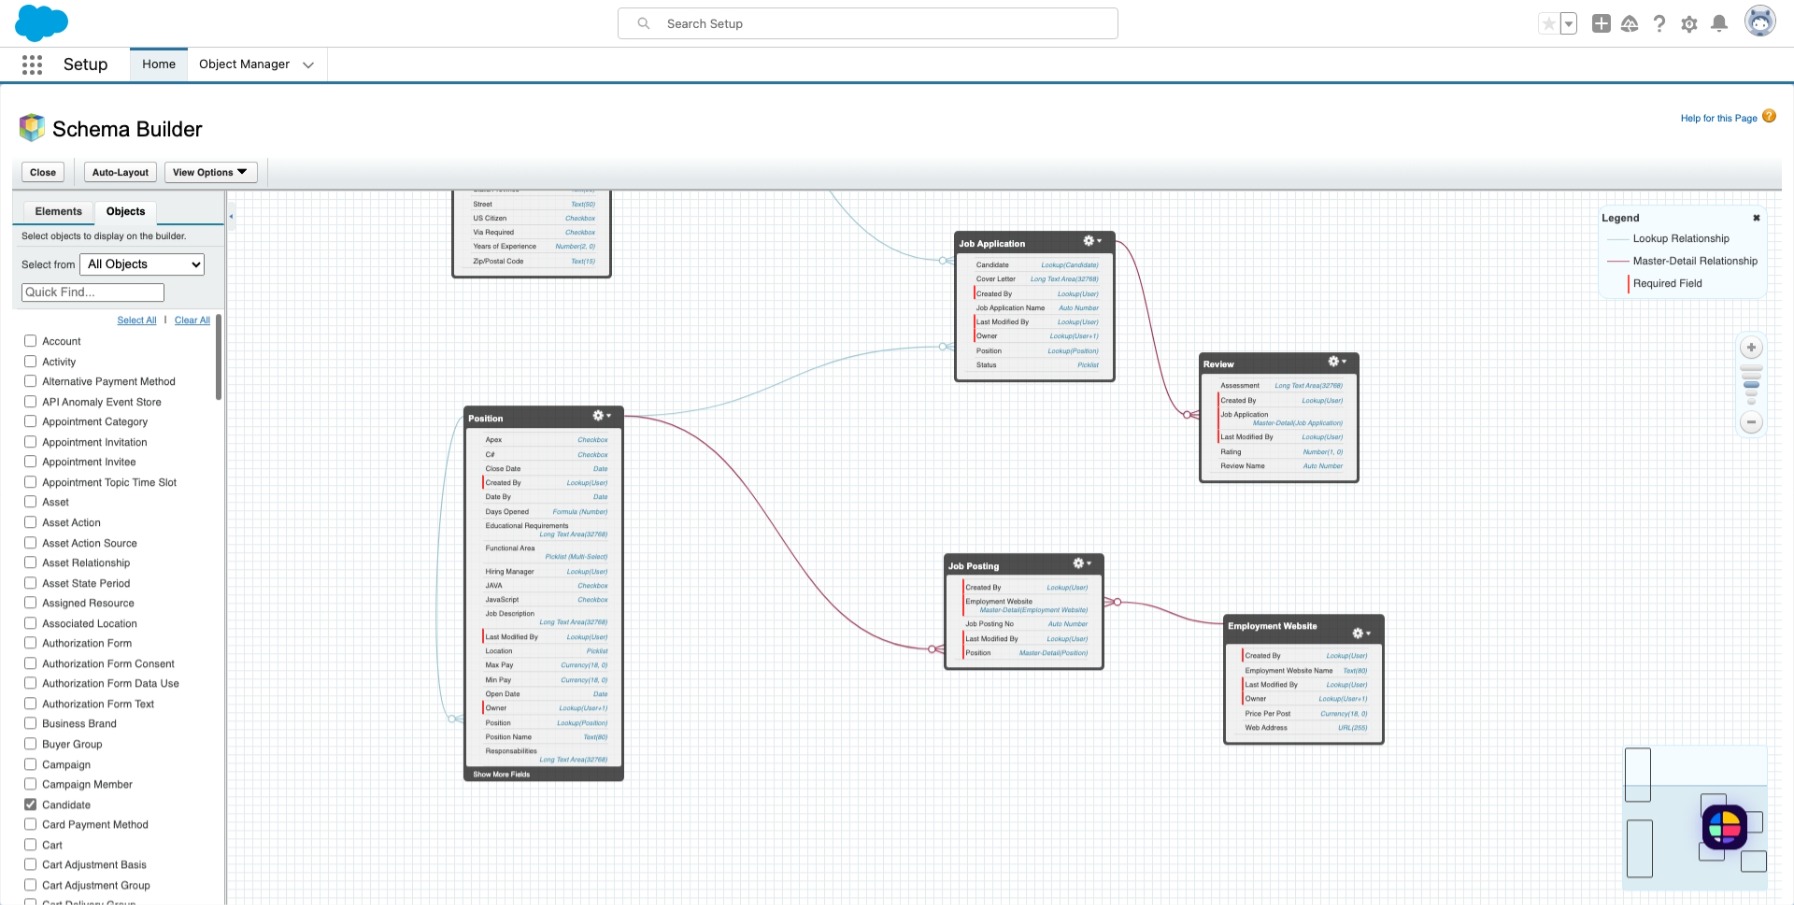 Search Setup
Setup
Home
Object Manager
Schema Builder
Help for this Page
Close
Auto-Layout
View Options
Elements
Objects
Select objects to display on the builder.
Select from All Objects
Quick Find...
Select All | Clear All
Account
Activity
Alternative Payment Method
API Anomaly Event Store
Appointment Category
Appointment Invitation
Appointment Invitee
Appointment Topic Time Slot
Asset
Asset Action
Asset Action Source
Asset Relationship
Asset State Period
Assigned Resource
Associated Location
Authorization Form
Authorization Form Consent
Authorization Form Data Use
Authorization Form Text
Business Brand
Buyer Group
Campaign
Campaign Member
Candidate
Card Payment Method
Cart
Cart Adjustment Basis
Cart Adjustment Group
Cart Delivery Group
Street Text(50)
US Citizen Checkbox
Via Required Checkbox
Years of Experience Number(2, 0)
Zip/Postal Code Text(15)
Position
Apex Checkbox
C# Checkbox
Close Date Date
Created By Lookup(User)
Date By Date
Days Opened Formula (Number)
Educational Requirements
Long Text Area(32768)
Functional Area
Picklist (Multi-Select)
Hiring Manager Lookup(User)
JAVA Checkbox
JavaScript Checkbox
Job Description
Long Text Area(32768)
Last Modified By Lookup(User)
Location Picklist
Max Pay Currency(18, 0)
Min Pay Currency(18, 0)
Open Date Date
Owner Lookup(User+1)
Position Lookup(Position)
Position Name Text(80)
Responsabilities
Long Text Area(32768)
Show More Fields
Job Application
Candidate Lookup(Candidate)
Cover Letter Long Text Area(32768)
Created By Lookup(User)
Job Application Name Auto Number
Last Modified By Lookup(User)
Owner Lookup(User+1)
Position Lookup(Position)
Status Picklist
Review
Assessment Long Text Area(32768)
Created By Lookup(User)
Job Application
Master-Detail(Job Application)
Last Modified By Lookup(User)
Rating Number(1, 0)
Review Name Auto Number
Job Posting
Created By Lookup(User)
Employment Website
Master-Detail(Employment Website)
Job Posting No Auto Number
Last Modified By Lookup(User)
Position Master-Detail(Position)
Employment Website
Created By Lookup(User)
Employment Website Name Text(80)
Last Modified By Lookup(User)
Owner Lookup(User+1)
Price Per Post Currency(18, 0)
Web Address URL(255)
Legend
Lookup Relationship
Master-Detail Relationship
Required Field